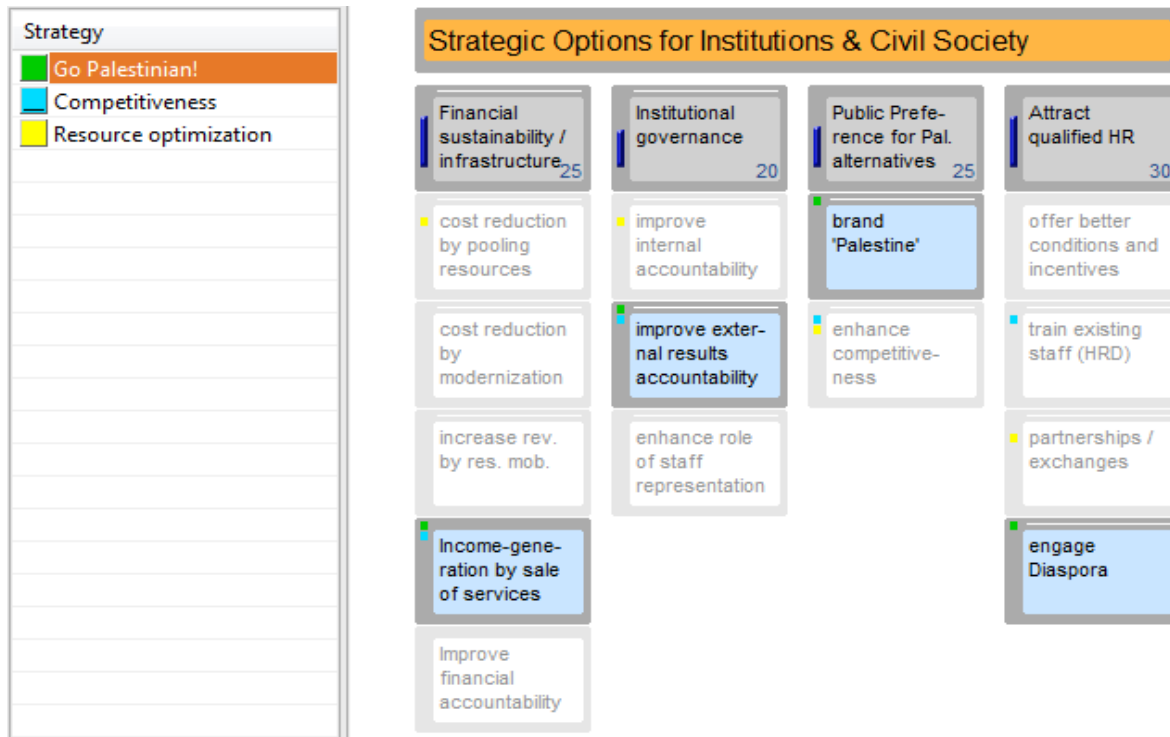 Strategy
Go Palestinian!
Competitiveness
Resource optimization
Strategic Options for Institutions & Civil Society
Financial
sustainability /
infrastructure
25
Institutional
governance
20
Public Prefe-
rence for Pal.
alternatives
25
Attract
qualified HR
30
cost reduction
by pooling
resources
cost reduction
by
modernization
increase rev.
by res. mob.
Income-gene-
ration by sale
of services
Improve
financial
accountability
improve
internal
accountability
improve exter-
nal results
accountability
enhance role
of staff
representation
brand
'Palestine'
enhance
competitive-
ness
offer better
conditions and
incentives
train existing
staff (HRD)
partnerships /
exchanges
engage
Diaspora